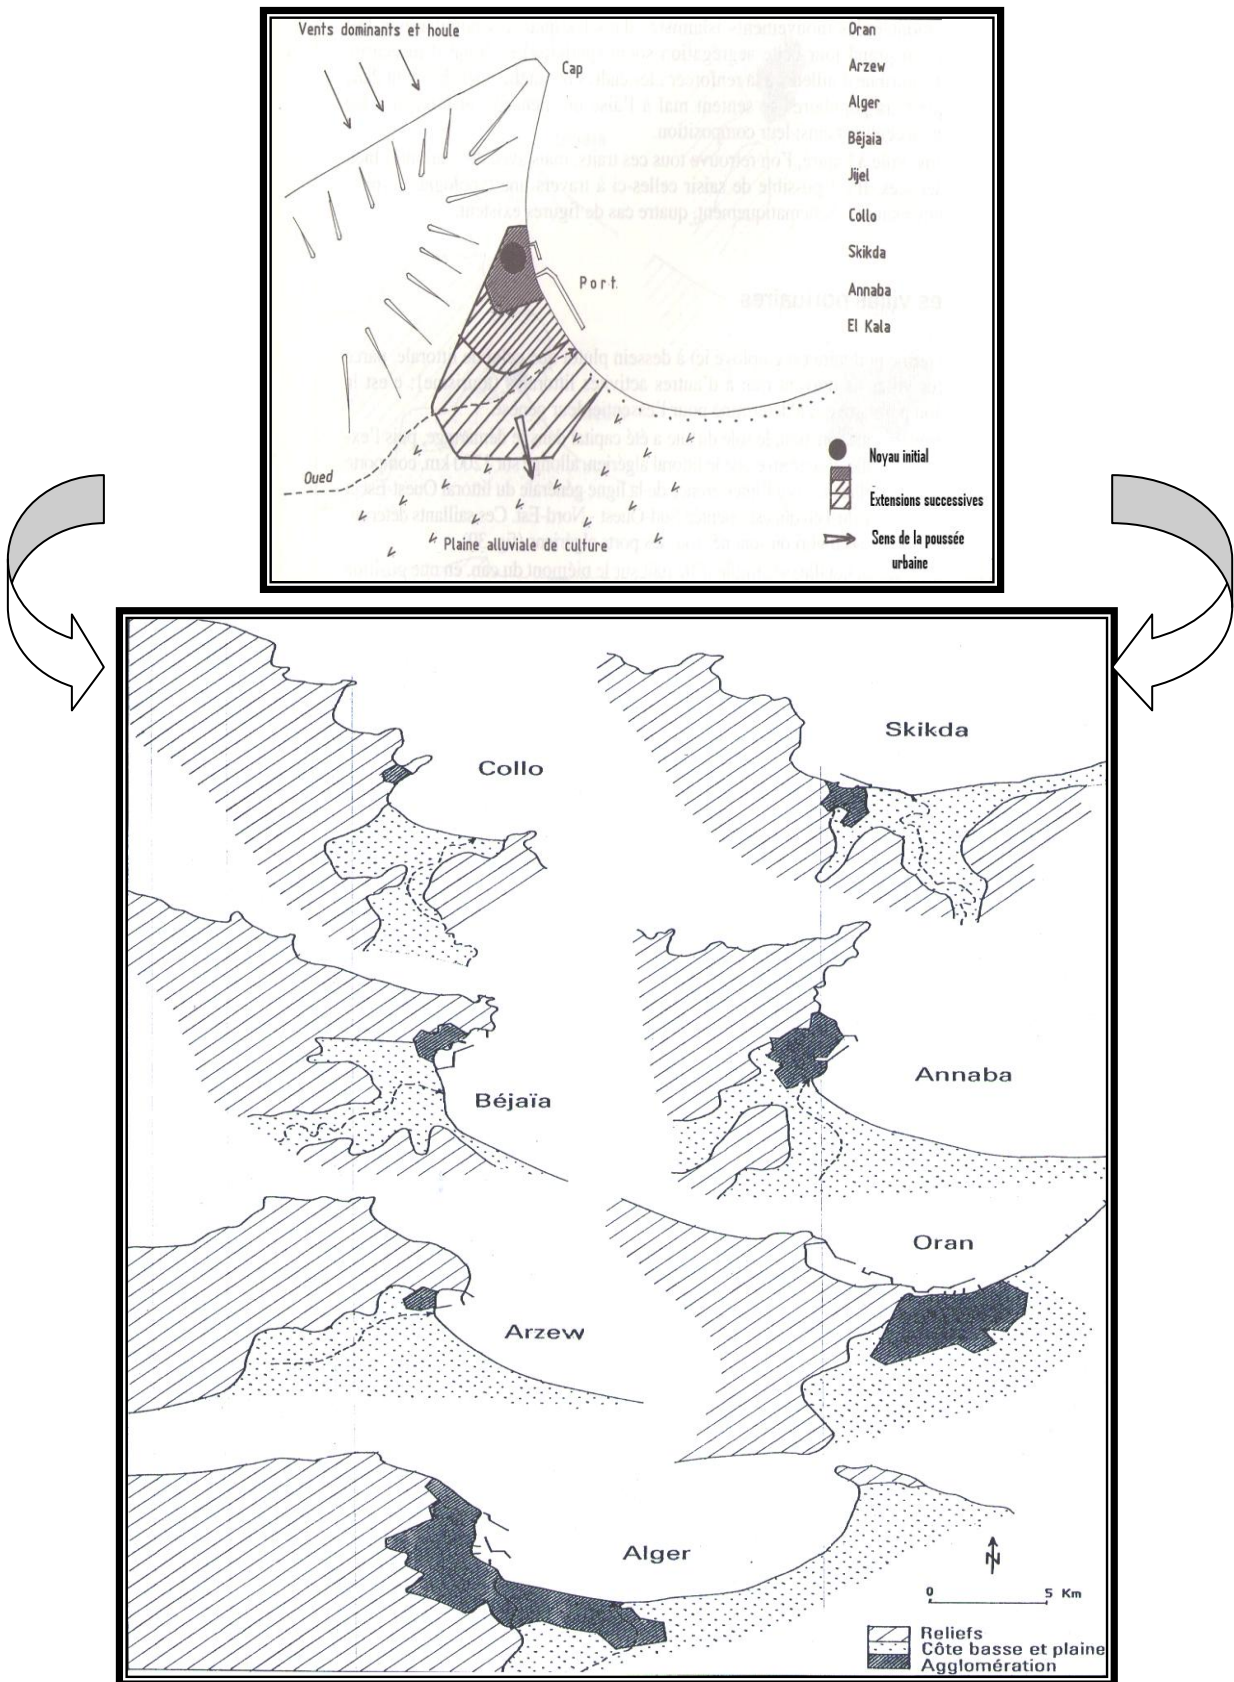 Vents dominants et houle
Cap
Port
Oued
Plaine alluviale de culture
Oran
Arzew
Alger
Béjaia
Jijel
Collo
Skikda
Annaba
El Kala
Noyau initial
Extensions successives
Sens de la poussée
urbaine
Collo
Skikda
Béjaïa
Annaba
Arzew
Oran
Alger
N
0 5 Km
Reliefs
Côte basse et plaine
Agglomération